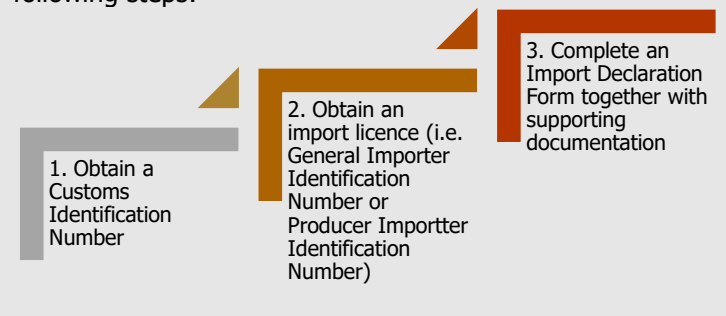 following steps:
1. Obtain a
Customs
Identification
Number
2. Obtain an
import licence (i.e.
General Importer
Identification
Number or
Producer Importter
Identification
Number)
3. Complete an
Import Declaration
Form together with
supporting
documentation